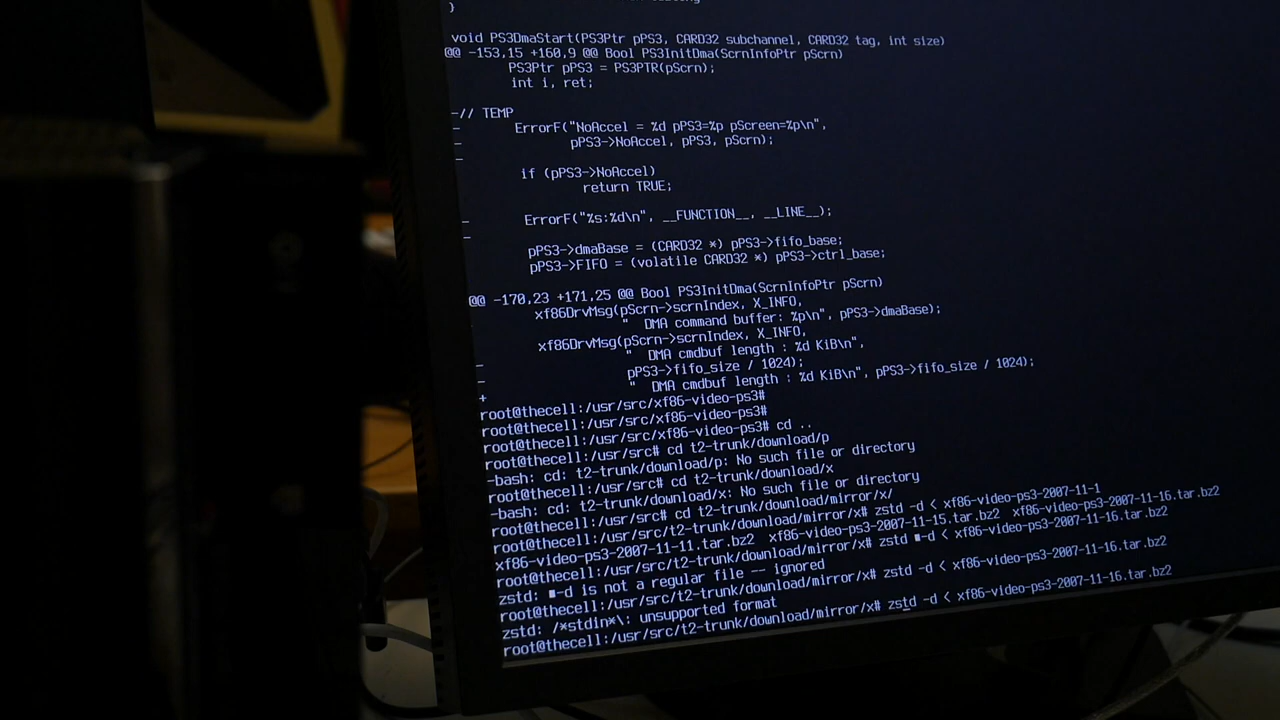 }
void PS3DmaStart(PS3Ptr pPS3, CARD32 subchannel, CARD32 tag, int size)
@@ -153,15 +160,9 @@ Bool PS3InitDma(ScrnInfoPtr pScrn)
PS3Ptr pPS3 = PS3PTR(pScrn);
int i, ret;
-// TEMP
-       ErrorF("NoAccel = %d pPS3=%p pScreen=%p\n",
-              pPS3->NoAccel, pPS3, pScrn);
-
if (pPS3->NoAccel)
return TRUE;
-       ErrorF("%s:%d\n", __FUNCTION__, __LINE__);
-
pPS3->dmaBase = (CARD32 *) pPS3->fifo_base;
pPS3->FIFO = (volatile CARD32 *) pPS3->ctrl_base;
@@ -170,23 +171,25 @@ Bool PS3InitDma(ScrnInfoPtr pScrn)
xf86DrvMsg(pScrn->scrnIndex, X_INFO,
"  DMA command buffer: %p\n", pPS3->dmaBase);
xf86DrvMsg(pScrn->scrnIndex, X_INFO,
-                  "  DMA cmdbuf length : %d KiB\n",
-                  pPS3->fifo_size / 1024);
+                  "  DMA cmdbuf length : %d KiB\n", pPS3->fifo_size / 1024);
root@thecell:/usr/src/xf86-video-ps3#
root@thecell:/usr/src/xf86-video-ps3#
root@thecell:/usr/src/xf86-video-ps3# cd ..
root@thecell:/usr/src# cd t2-trunk/download/p
-bash: cd: t2-trunk/download/p: No such file or directory
root@thecell:/usr/src# cd t2-trunk/download/x
-bash: cd: t2-trunk/download/x: No such file or directory
root@thecell:/usr/src# cd t2-trunk/download/mirror/x/
root@thecell:/usr/src/t2-trunk/download/mirror/x# zstd -d < xf86-video-ps3-2007-11-1
xf86-video-ps3-2007-11-11.tar.bz2  xf86-video-ps3-2007-11-15.tar.bz2  xf86-video-ps3-2007-11-16.tar.bz2
root@thecell:/usr/src/t2-trunk/download/mirror/x# zstd ■-d < xf86-video-ps3-2007-11-16.tar.bz2
zstd: ■-d is not a regular file -- ignored
root@thecell:/usr/src/t2-trunk/download/mirror/x# zstd -d < xf86-video-ps3-2007-11-16.tar.bz2
zstd: /*stdin*\: unsupported format
root@thecell:/usr/src/t2-trunk/download/mirror/x# zstd -d < xf86-video-ps3-2007-11-16.tar.bz2